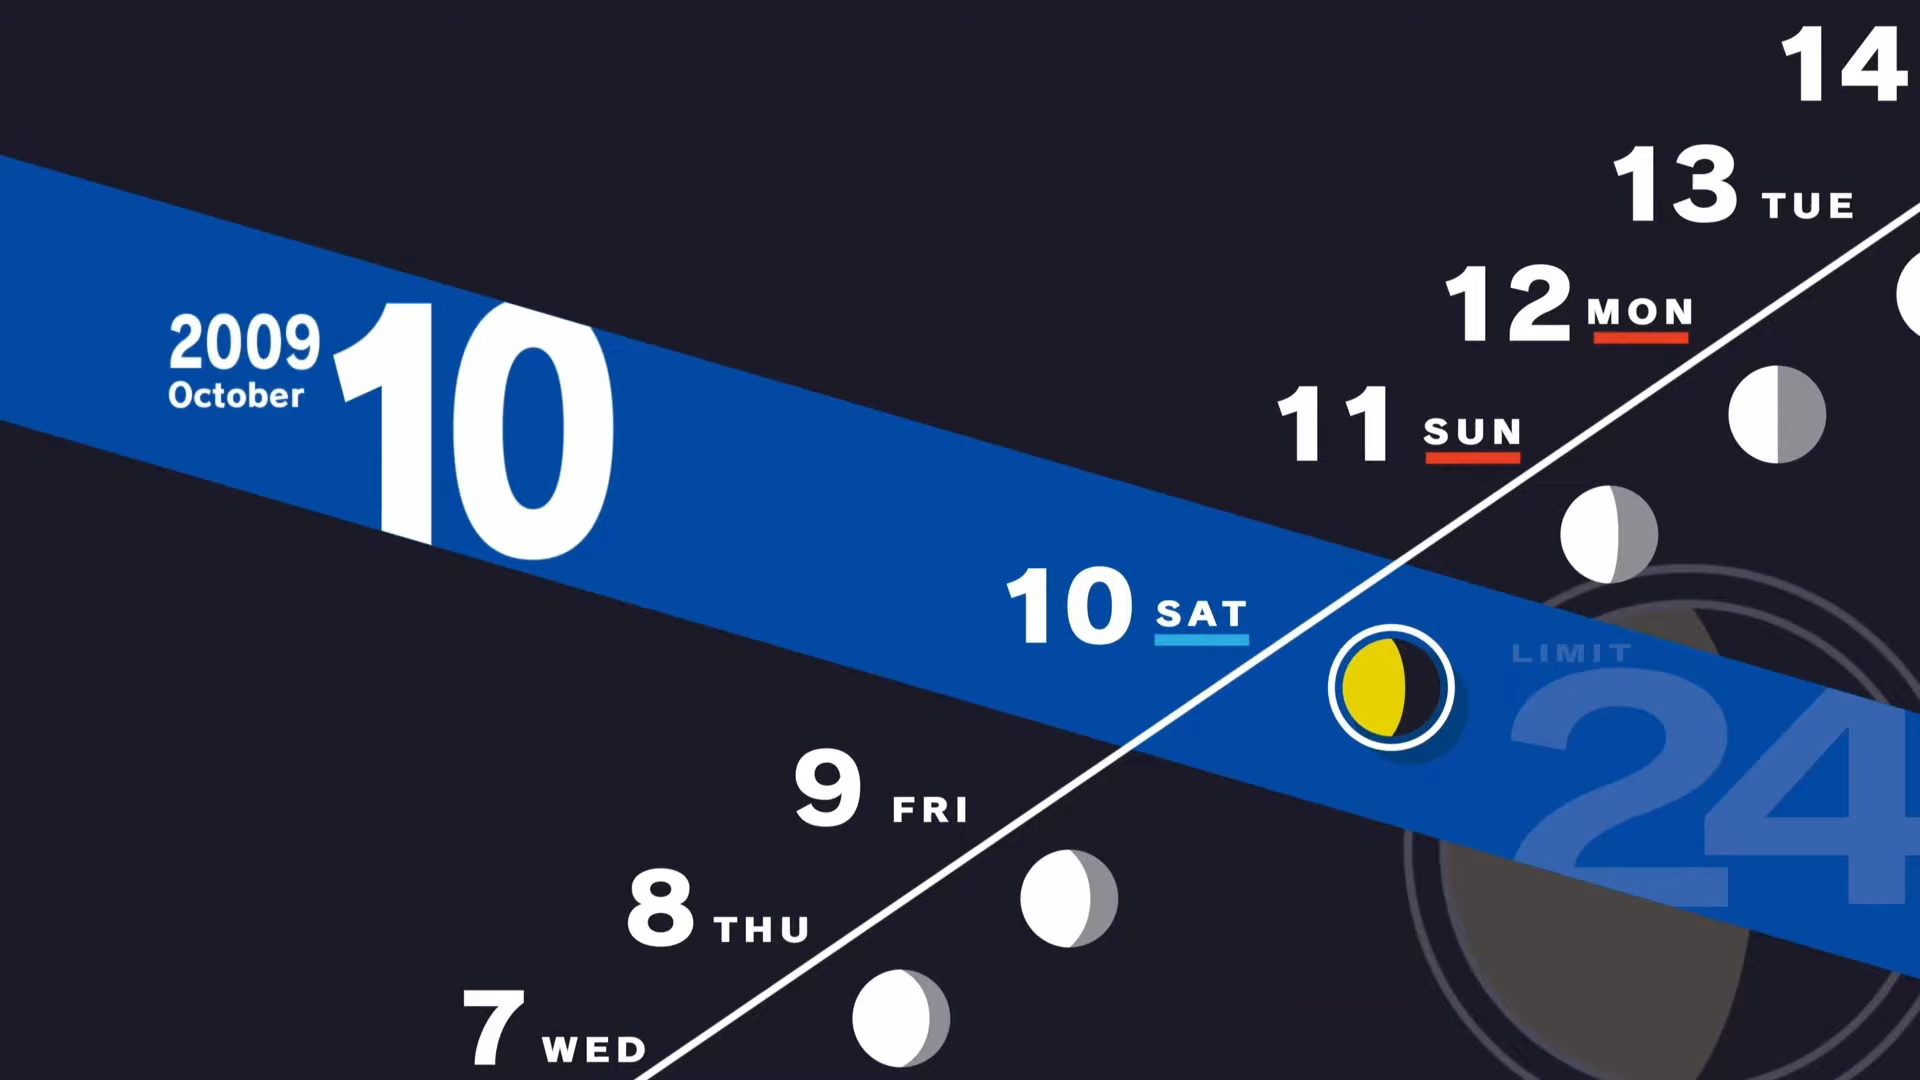 2009
October
10
14
13 TUE
12 MON
11 SUN
10 SAT
9 FRI
8 THU
7 WED
LIMIT
24